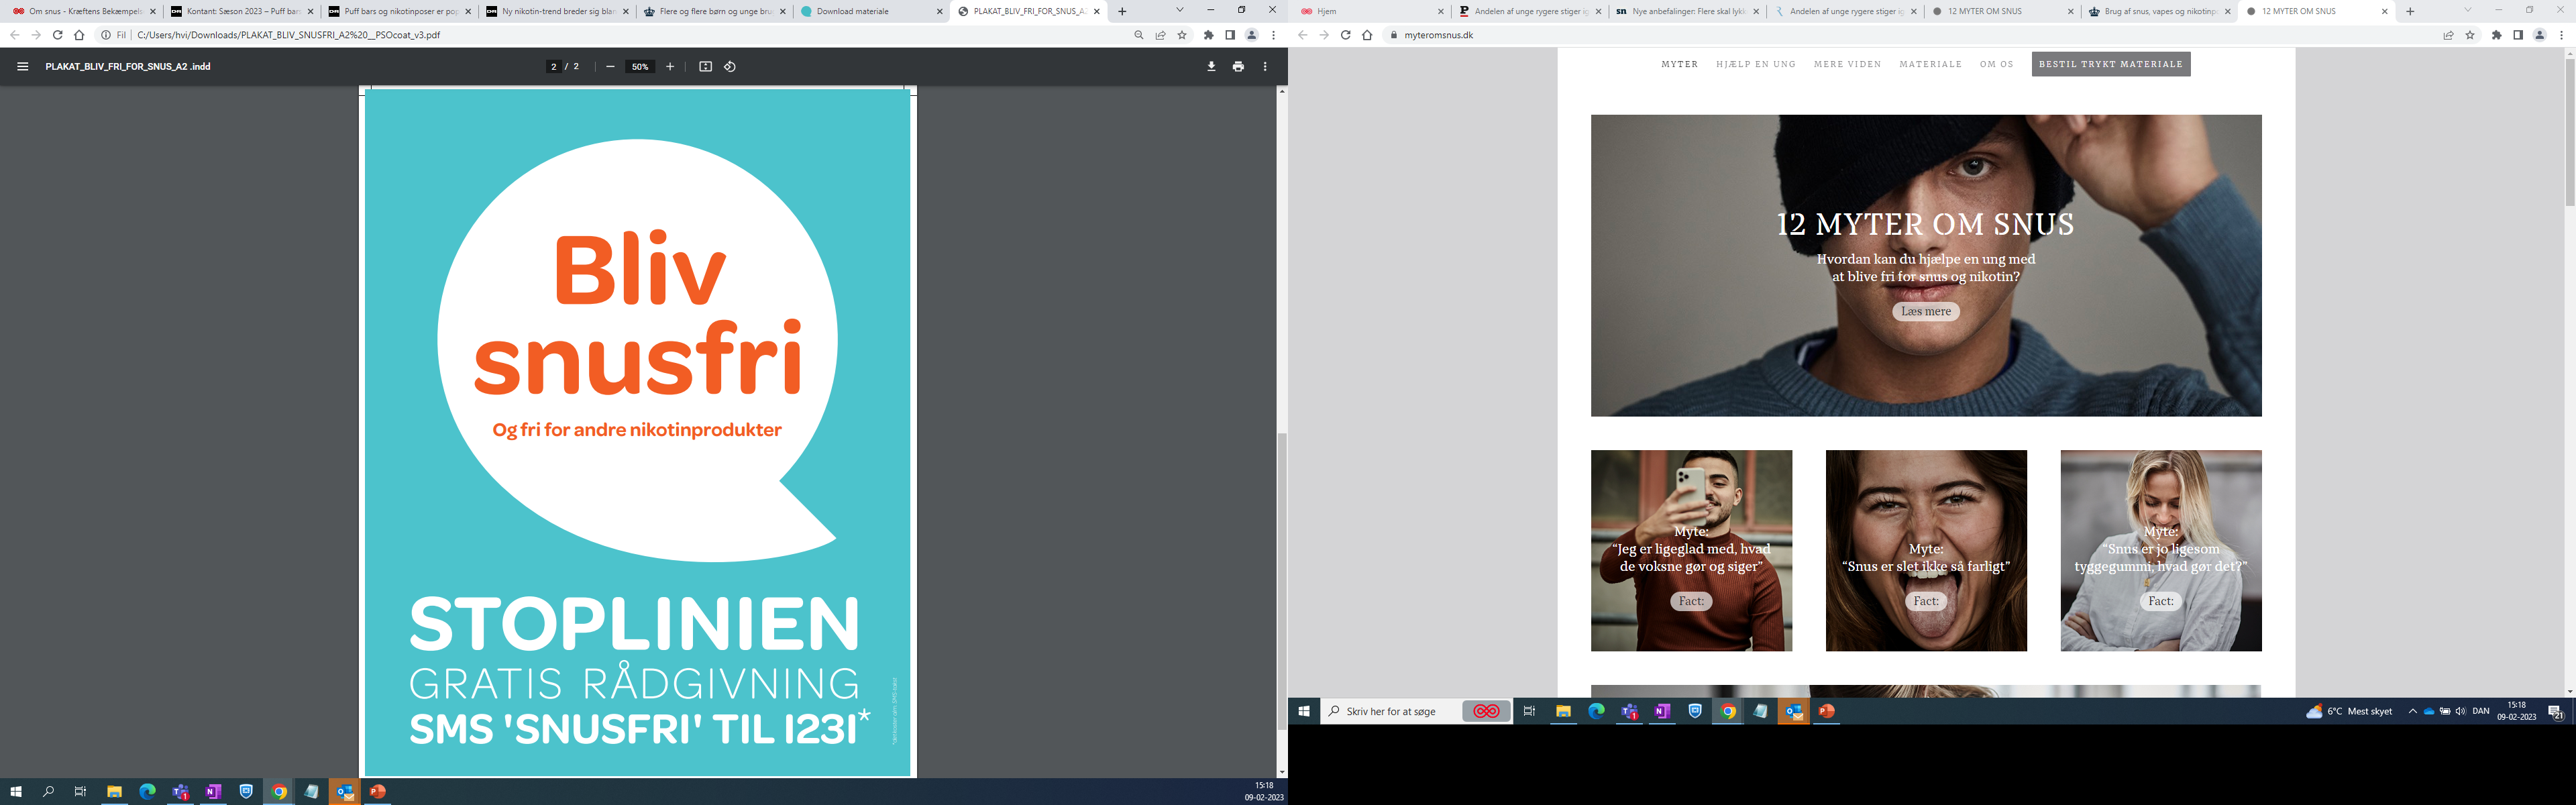 Om snus - Kræftens Bekæmpels
Kontant: Sæson 2023 – Puff bar
Puff bars og nikotinposer er pop
Ny nikotin-trend breder sig blan
Flere og flere børn og unge bru
Download materiale
PLAKAT_BLIV_FRI_FOR_SNUS_A2
Fil
C:/Users/hvi/Downloads/PLAKAT_BLIV_SNUSFRI_A2%20__PSOcoat_v3.pdf
PLAKAT_BLIV_FRI_FOR_SNUS_A2 .indd
2 / 2
50%
Bliv
snusfri
Og fri for andre nikotinprodukter
STOPLINIEN
GRATIS RÅDGIVNING
SMS 'SNUSFRI' TIL 1231*
15:18
09-02-2023
Hjem
Andelen af unge rygere stiger ig
Nye anbefalinger: Flere skal lykk
Andelen af unge rygere stiger ig
12 MYTER OM SNUS
Brug af snus, vapes og nikotinp
12 MYTER OM SNUS
myteromsnus.dk
MYTER
HJÆLP EN UNG
MERE VIDEN
MATERIALE
OM OS
BESTIL TRYKT MATERIALE
12 MYTER OM SNUS
Hvordan kan du hjælpe en ung med
at blive fri for snus og nikotin?
Læs mere
Myte:
“Jeg er ligeglad med, hvad
de voksne gør og siger”
Fact:
Myte:
“Snus er slet ikke så farligt”
Fact:
Myte:
“Snus er jo ligesom
tyggegummi, hvad gør det?”
Fact:
Skriv her for at søge
6°C Mest skyet
DAN
15:18
09-02-2023
21